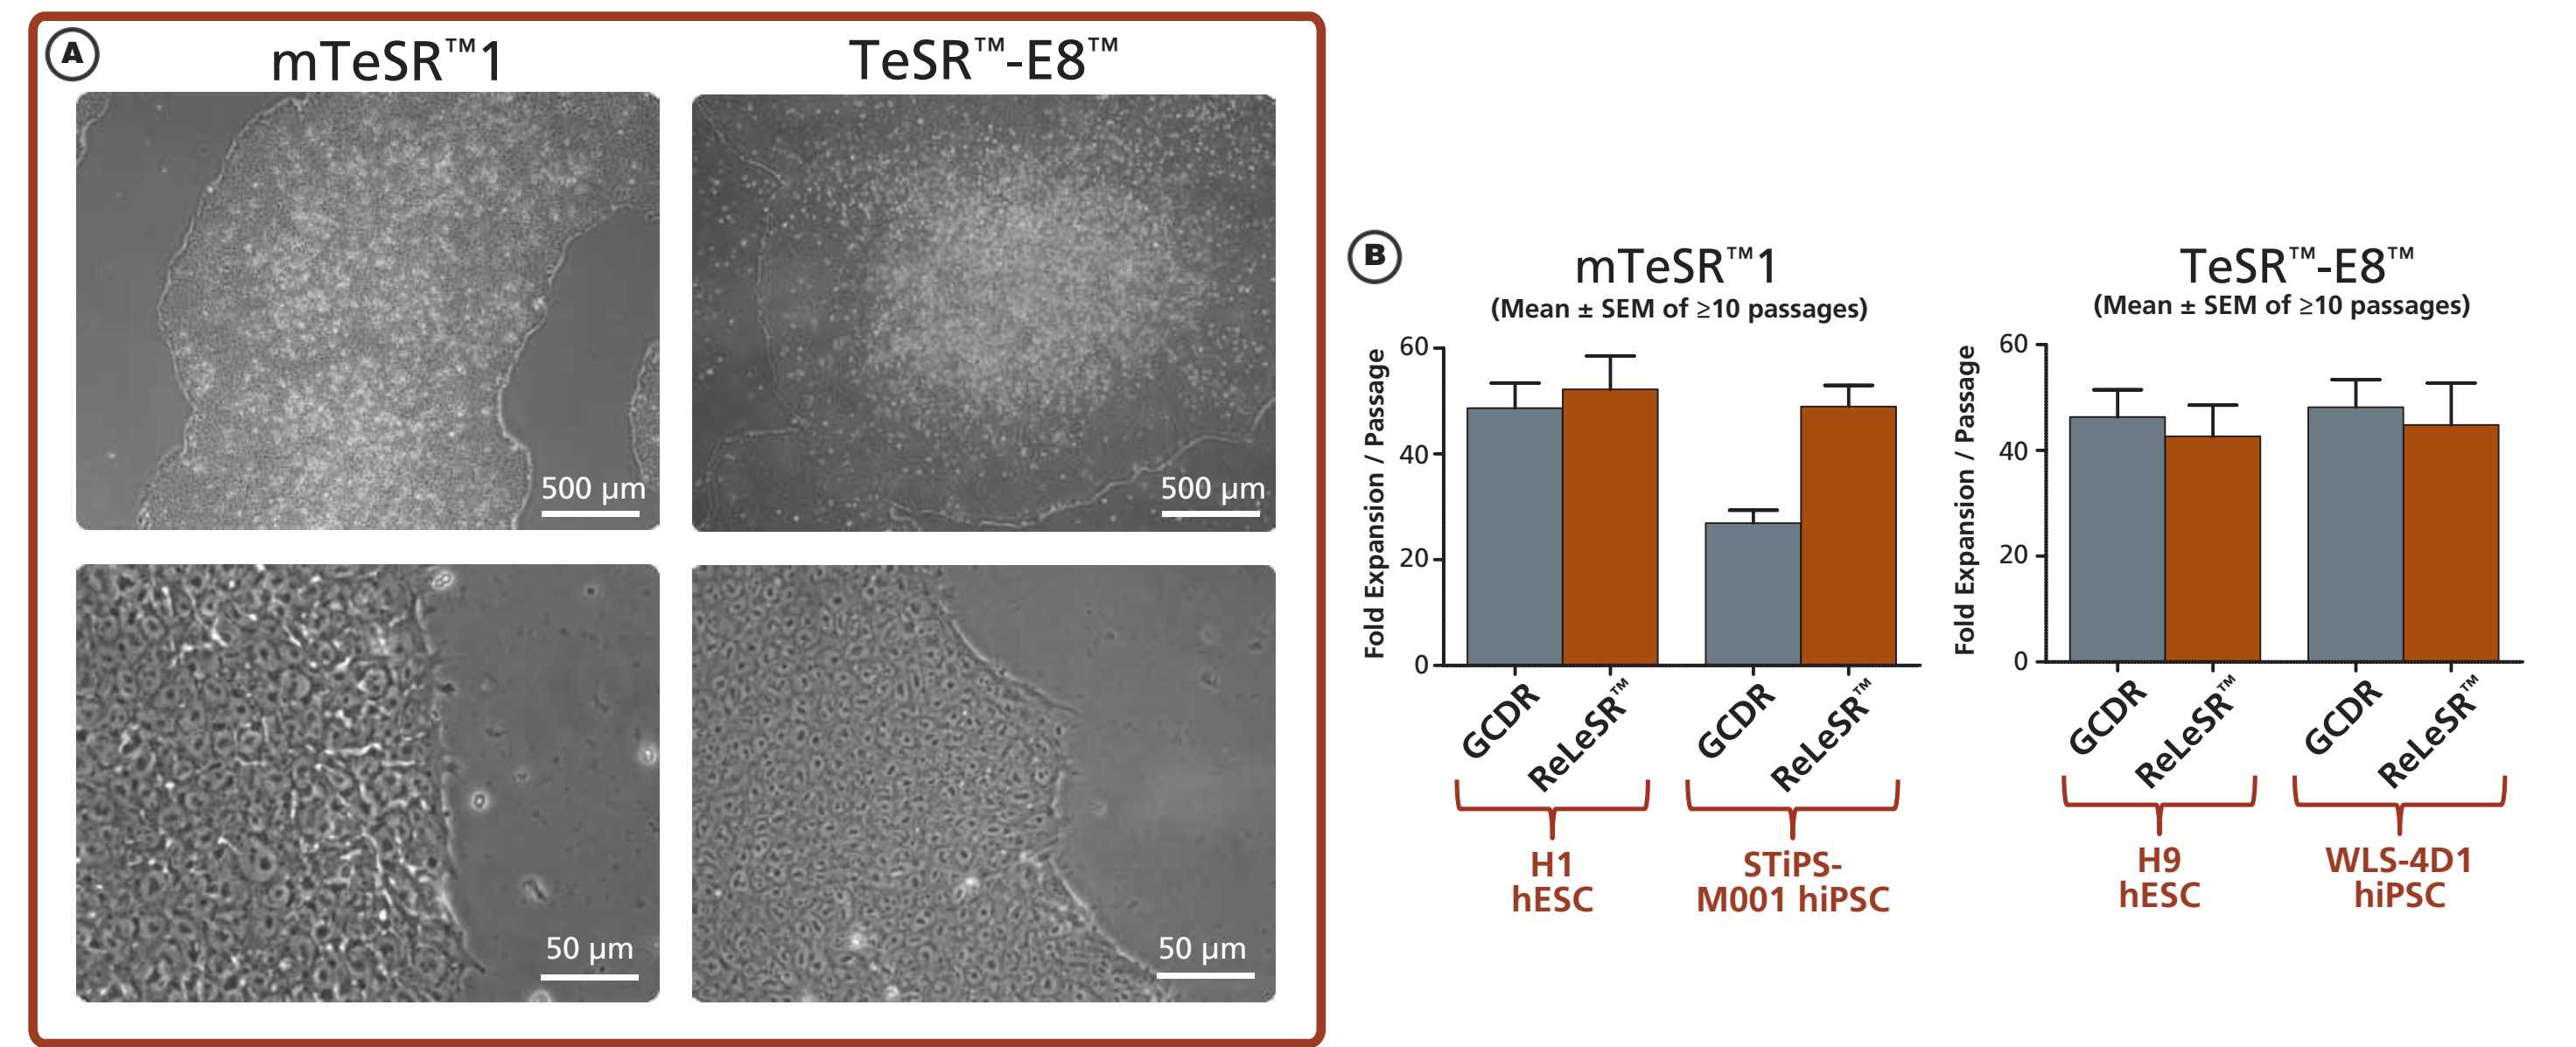 A
mTeSR™1
TeSR™-E8™
500 µm
500 µm
50 µm
50 µm
B
mTeSR™1
(Mean ± SEM of ≥10 passages)
Fold Expansion / Passage
60
40
20
0
GCDR
ReLeSR™
GCDR
ReLeSR™
H1
hESC
STiPS-
M001 hiPSC
TeSR™-E8™
(Mean ± SEM of ≥10 passages)
Fold Expansion / Passage
60
40
20
0
GCDR
ReLeSR™
GCDR
ReLeSR™
H9
hESC
WLS-4D1
hiPSC